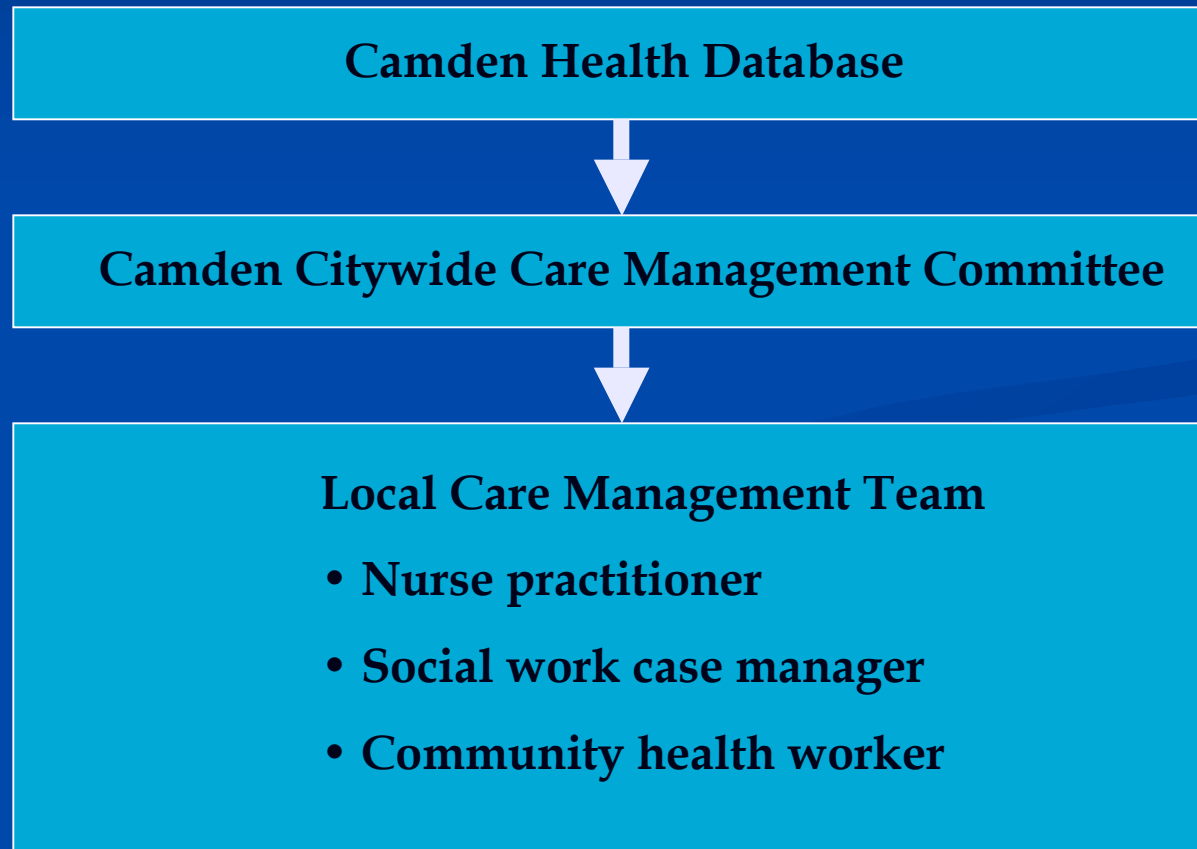 Camden Health Database
Camden Citywide Care Management Committee
Local Care Management Team
• Nurse practitioner
• Social work case manager
• Community health worker